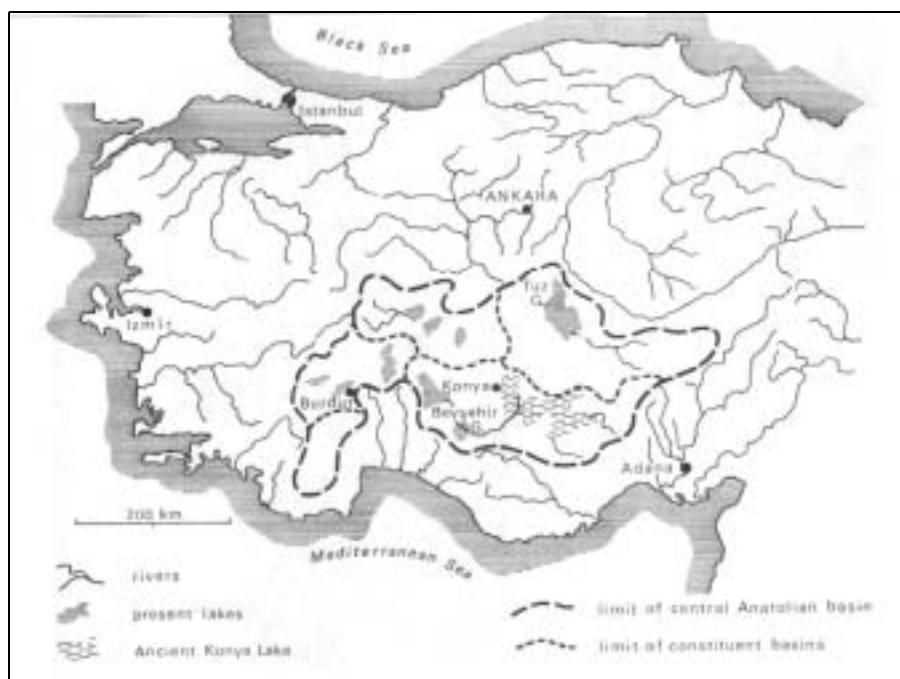 Black Sea
Istanbul
ANKARA
Tuz
G.
Izmir
Konya
Burdur
Beyşehir
G.
Adana
200 km
Mediterranean Sea
rivers
present lakes
Ancient Konya Lake
limit of central Anatolian basin
limit of constituent basins